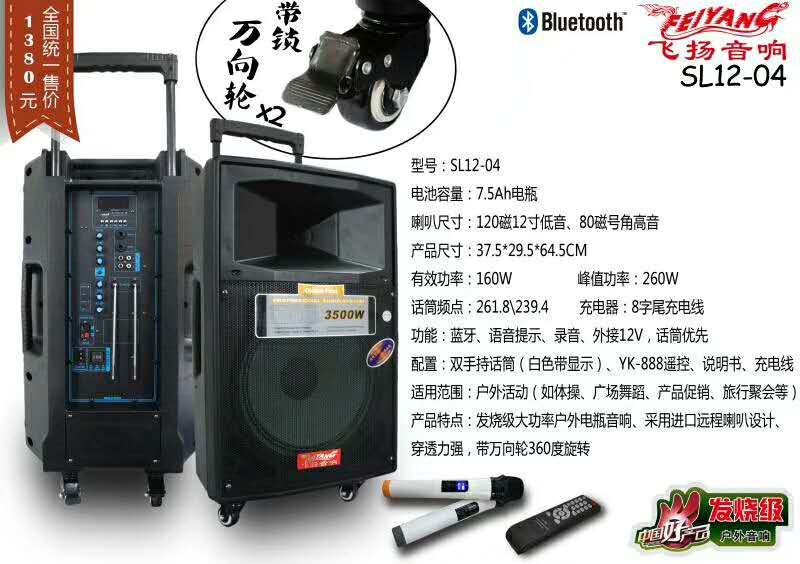 全国统一售价
1380元
带锁
万向轮
X2
Bluetooth
FEIYANG
飞扬音响
SL12-04
型号：SL12-04
电池容量：7.5Ah电瓶
喇叭尺寸：120磁12寸低音、80磁号角高音
产品尺寸：37.5*29.5*64.5CM
有效功率：160W 峰值功率：260W
话筒频点：261.8\239.4 充电器：8字尾充电线
功能：蓝牙、语音提示、录音、外接12V，话筒优先
配置：双手持话筒（白色带显示）、YK-888遥控、说明书、充电线
适用范围：户外活动（如体操、广场舞蹈、产品促销、旅行聚会等）
产品特点：发烧级大功率户外电瓶音响、采用进口远程喇叭设计、
穿透力强，带万向轮360度旋转
3500W
FEIYANG
中国好声音
发烧级
户外音响